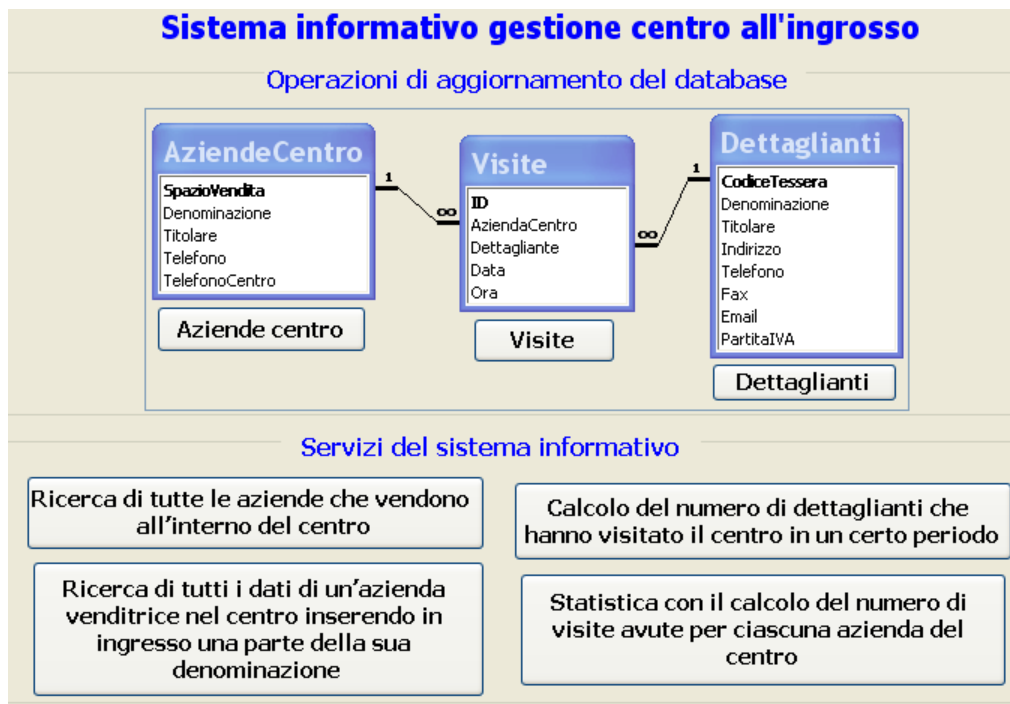 Sistema informativo gestione centro all'ingrosso
Operazioni di aggiornamento del database
AziendeCentro
SpazioVendita
Denominazione
Titolare
Telefono
TelefonoCentro
1
∞
Visite
ID
AziendaCentro
Dettagliante
Data
Ora
1
∞
Dettaglianti
CodiceTessera
Denominazione
Titolare
Indirizzo
Telefono
Fax
Email
PartitaIVA
Aziende centro
Visite
Dettaglianti
Servizi del sistema informativo
Ricerca di tutte le aziende che vendono
all'interno del centro
Calcolo del numero di dettaglianti che
hanno visitato il centro in un certo periodo
Ricerca di tutti i dati di un'azienda
venditrice nel centro inserendo in
ingresso una parte della sua
denominazione
Statistica con il calcolo del numero di
visite avute per ciascuna azienda del
centro